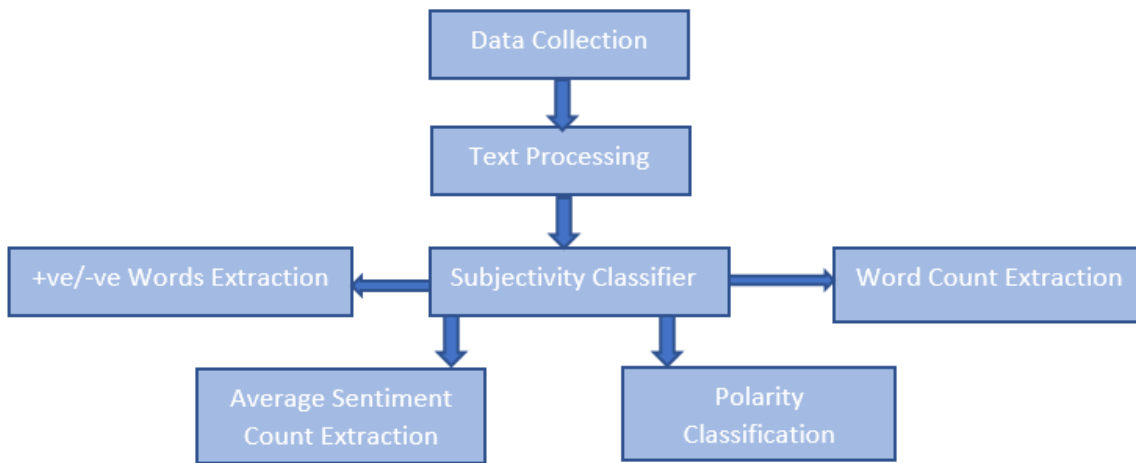 Data Collection
Text Processing
+ve/-ve Words Extraction
Subjectivity Classifier
Word Count Extraction
Average Sentiment
Count Extraction
Polarity
Classification